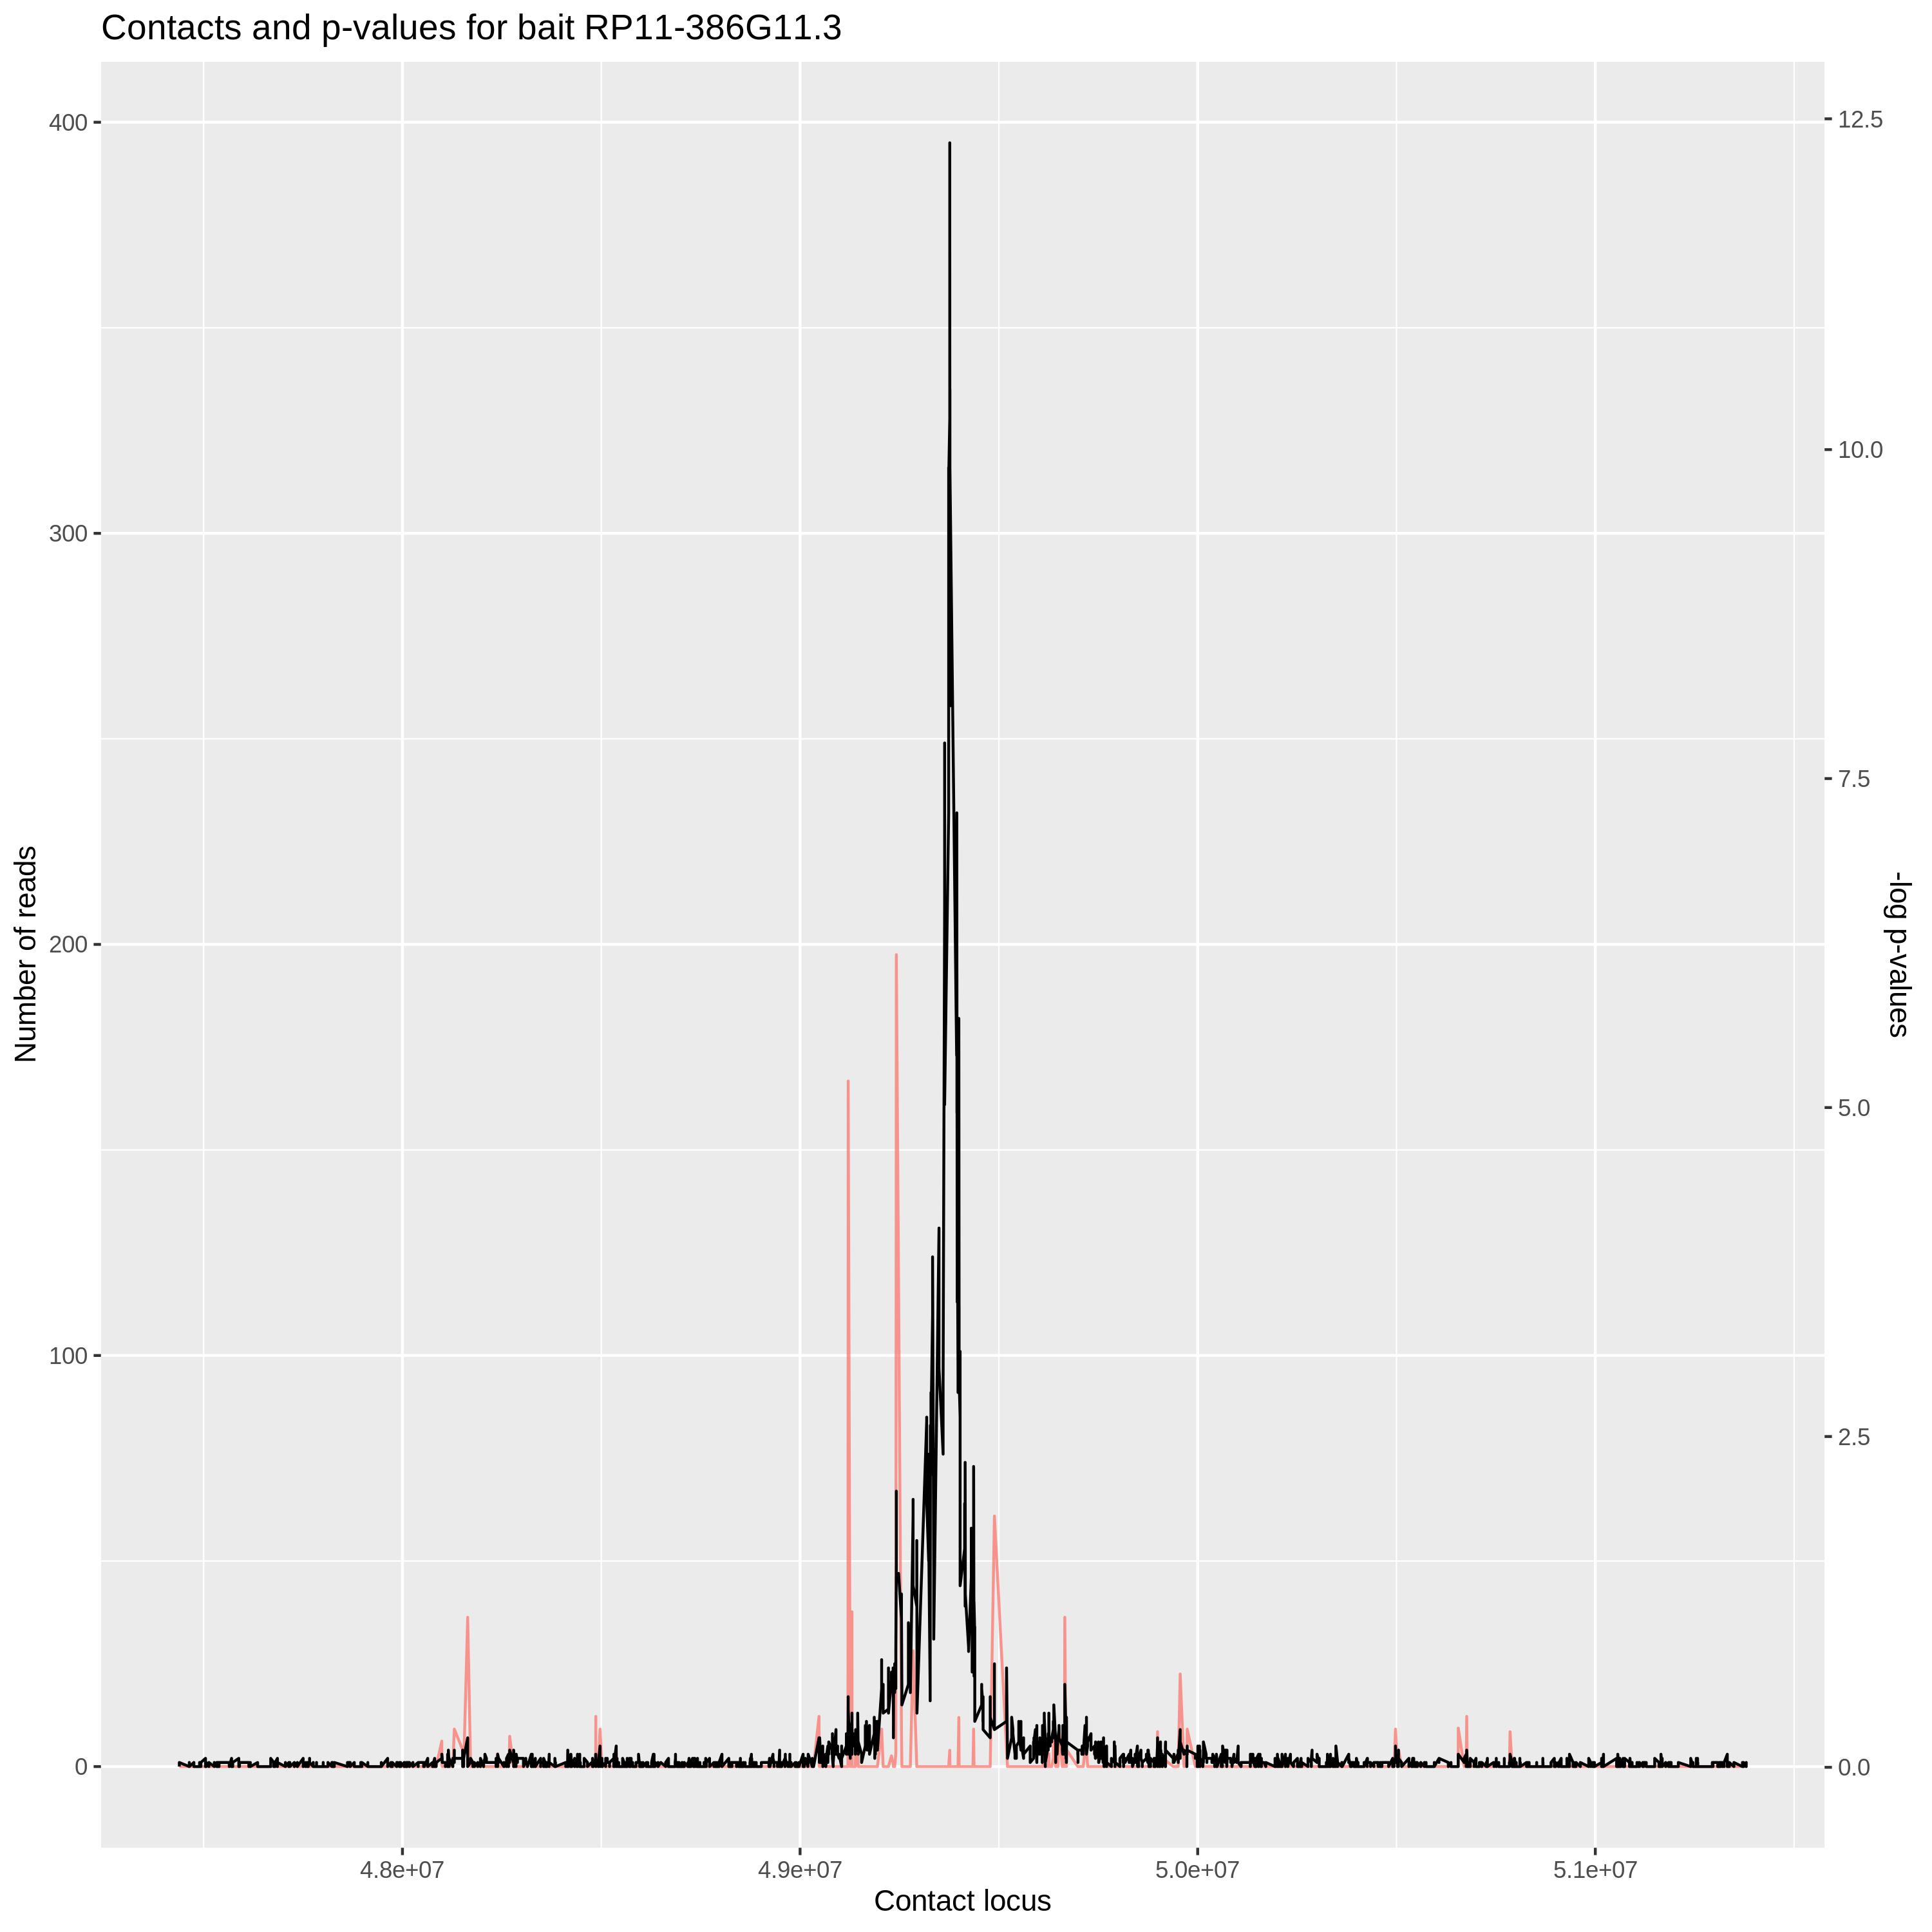 Contacts and p-values for bait RP11-386G11.3
400
300
200
100
0
Number of reads
12.5
10.0
7.5
5.0
2.5
0.0
-log p-values
4.8e+07 4.9e+07 5.0e+07 5.1e+07
Contact locus